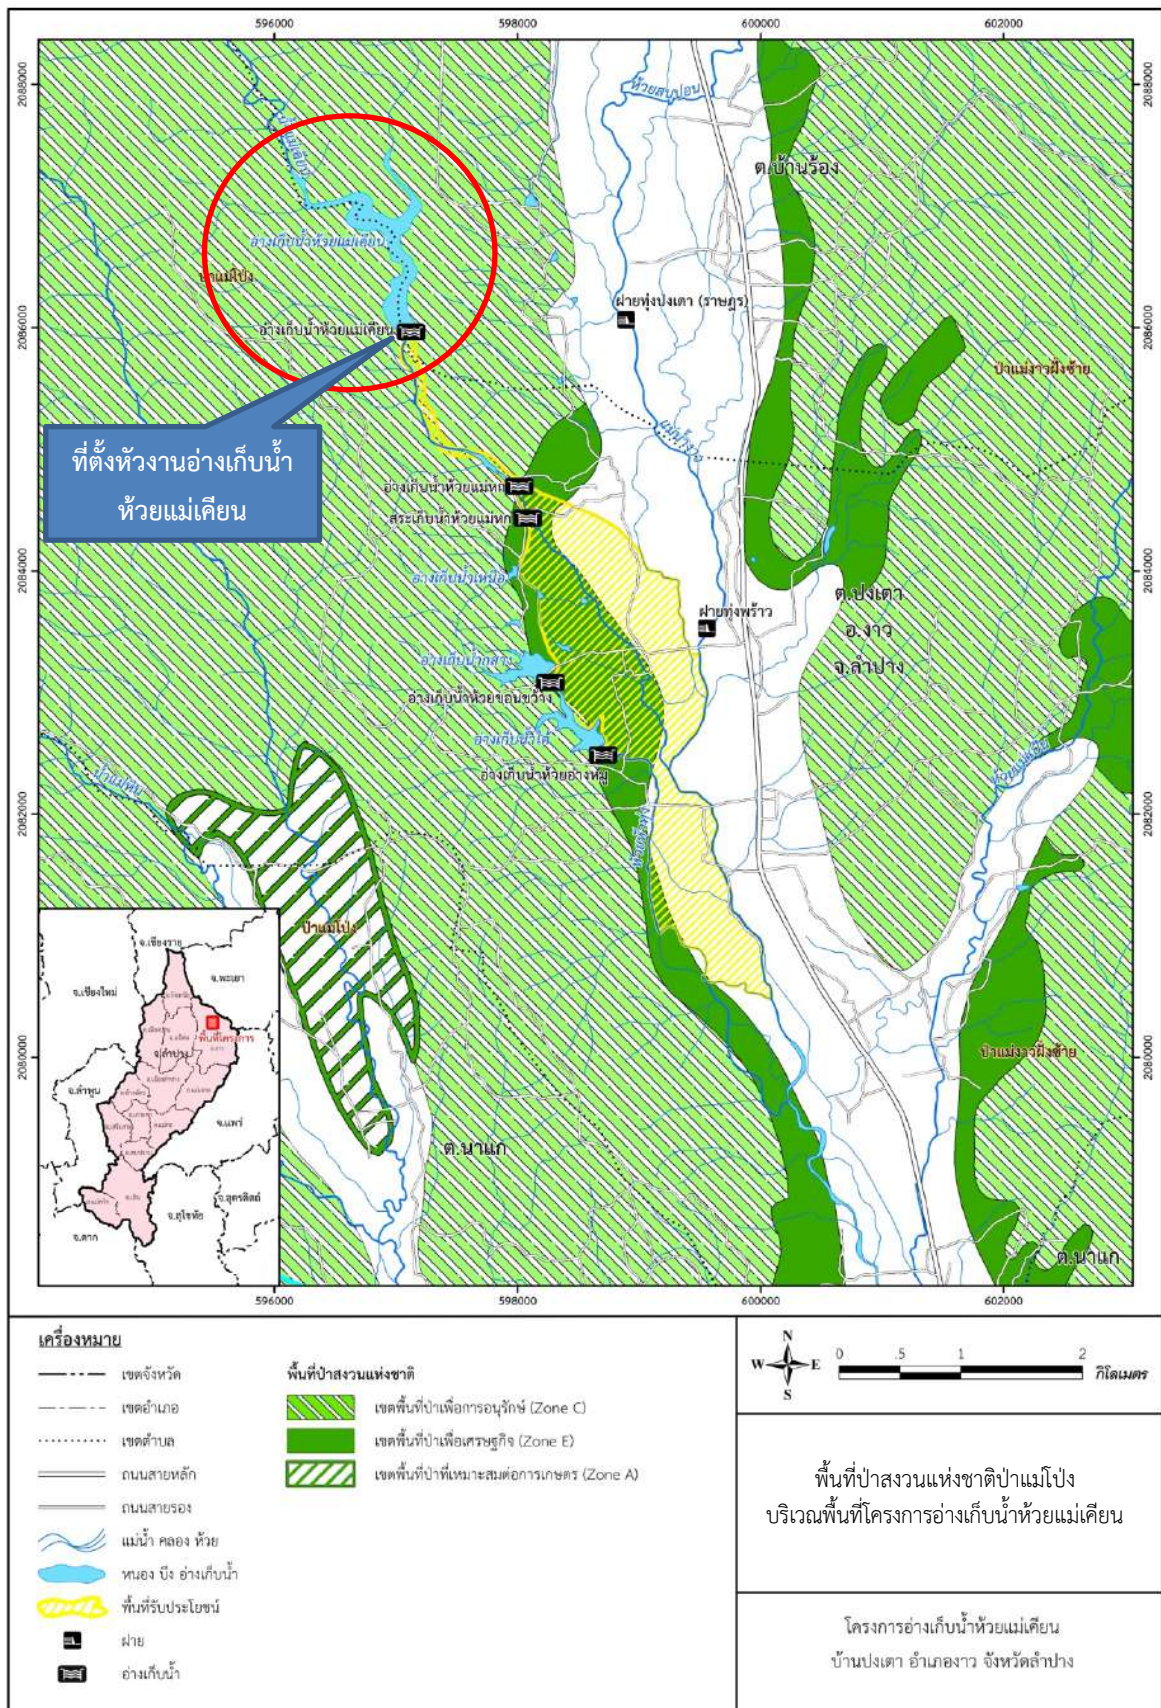 596000 598000 600000 602000
2088000 2088000
2086000 2086000
2084000 2084000
2082000 2082000
2080000 2080000
ห้วยสบปอน
น้ำแม่เคียน
ต.บ้านร้อง
อ่างเก็บน้ำห้วยแม่เคียน
ป่าแม่โป่ง
ฝายทุ่งปงเตา (ราษฎร)
อ่างเก็บน้ำห้วยแม่เคียน
ป่าแม่งาวฝั่งซ้าย
แม่น้ำงาว
ที่ตั้งหัวงานอ่างเก็บน้ำ
ห้วยแม่เคียน
อ่างเก็บน้ำห้วยแม่หก
สระเก็บน้ำห้วยแม่หก
อ่างเก็บน้ำเหนือ
ต.ปงเตา
อ.งาว
จ.ลำปาง
ฝายทุ่งพร้าว
อ่างเก็บน้ำกลาง
อ่างเก็บน้ำห้วยขอนขว้าง
อ่างเก็บน้ำใต้
อ่างเก็บน้ำห้วยอ่างหมู
ป่าแม่โป่ง
ป่าแม่งาวฝั่งซ้าย
ต.นาแก
ต.นาแก
จ.เชียงราย
จ.พะเยา
จ.เชียงใหม่
พื้นที่โครงการ
จ.ลำปาง
จ.ลำพูน
จ.แพร่
จ.อุตรดิตถ์
จ.สุโขทัย
จ.ตาก
596000 598000 600000 602000
เครื่องหมาย
เขตจังหวัด
เขตอำเภอ
เขตตำบล
ถนนสายหลัก
ถนนสายรอง
แม่น้ำ คลอง ห้วย
หนอง บึง อ่างเก็บน้ำ
พื้นที่รับประโยชน์
ฝาย
อ่างเก็บน้ำ
พื้นที่ป่าสงวนแห่งชาติ
เขตพื้นที่ป่าเพื่อการอนุรักษ์ (Zone C)
เขตพื้นที่ป่าเพื่อเศรษฐกิจ (Zone E)
เขตพื้นที่ป่าที่เหมาะสมต่อการเกษตร (Zone A)
N
W E
S
0 .5 1 2
กิโลเมตร
พื้นที่ป่าสงวนแห่งชาติป่าแม่โป่ง
บริเวณพื้นที่โครงการอ่างเก็บน้ำห้วยแม่เคียน
โครงการอ่างเก็บน้ำห้วยแม่เคียน
บ้านปงเตา อำเภองาว จังหวัดลำปาง